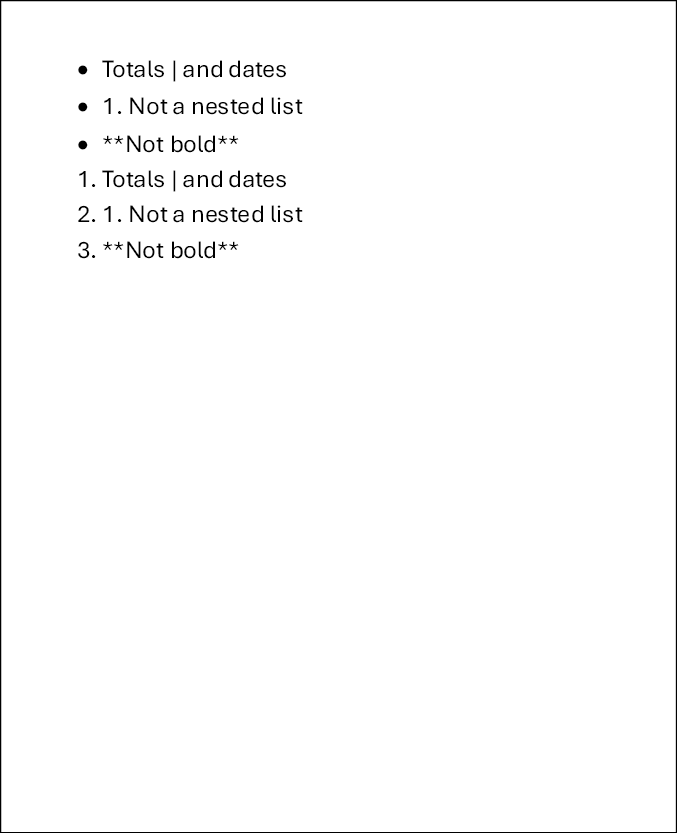 • Totals | and dates
• 1. Not a nested list
• **Not bold**
1. Totals | and dates
2. 1. Not a nested list
3. **Not bold**